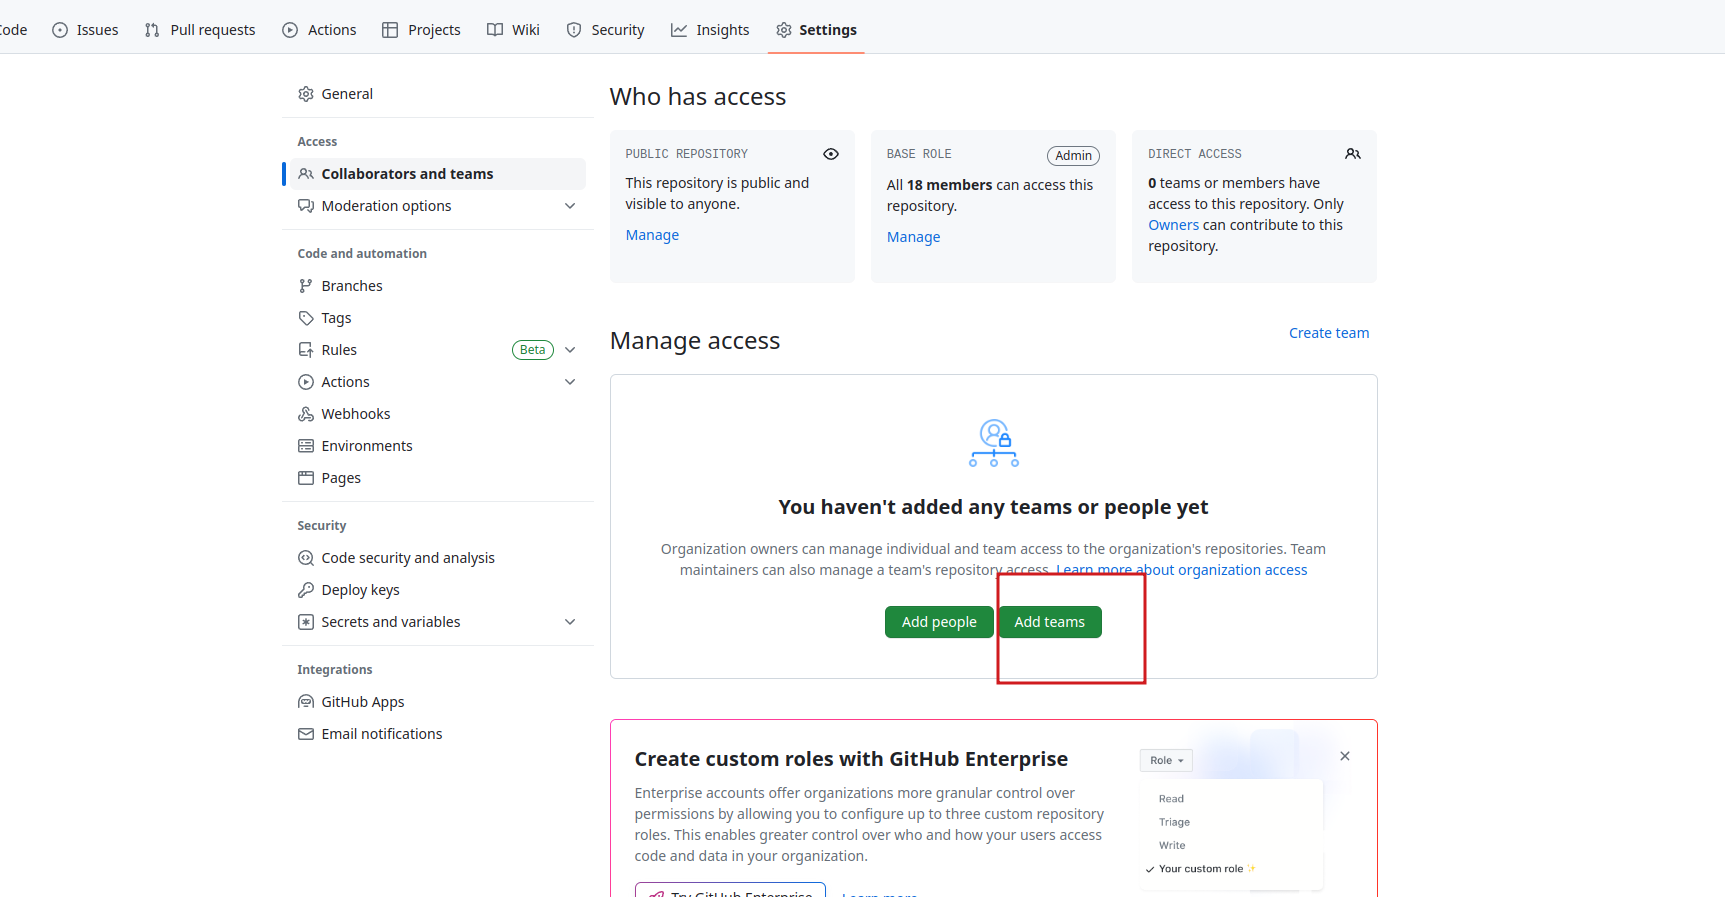 Code Issues Pull requests Actions Projects Wiki Security Insights Settings
General
Access
Collaborators and teams
Moderation options
Code and automation
Branches
Tags
Rules Beta
Actions
Webhooks
Environments
Pages
Security
Code security and analysis
Deploy keys
Secrets and variables
Integrations
GitHub Apps
Email notifications
Who has access
PUBLIC REPOSITORY
This repository is public and
visible to anyone.
Manage
BASE ROLE Admin
All 18 members can access this
repository.
Manage
DIRECT ACCESS
0 teams or members have
access to this repository. Only
Owners can contribute to this
repository.
Manage access
Create team
You haven't added any teams or people yet
Organization owners can manage individual and team access to the organization's repositories. Team
maintainers can also manage a team's repository access. Learn more about organization access
Add people Add teams
Create custom roles with GitHub Enterprise
Enterprise accounts offer organizations more granular control over
permissions by allowing you to configure up to three custom repository
roles. This enables greater control over who and how your users access
code and data in your organization.
Try GitHub Enterprise Learn more
Role
Read
Triage
Write
Your custom role